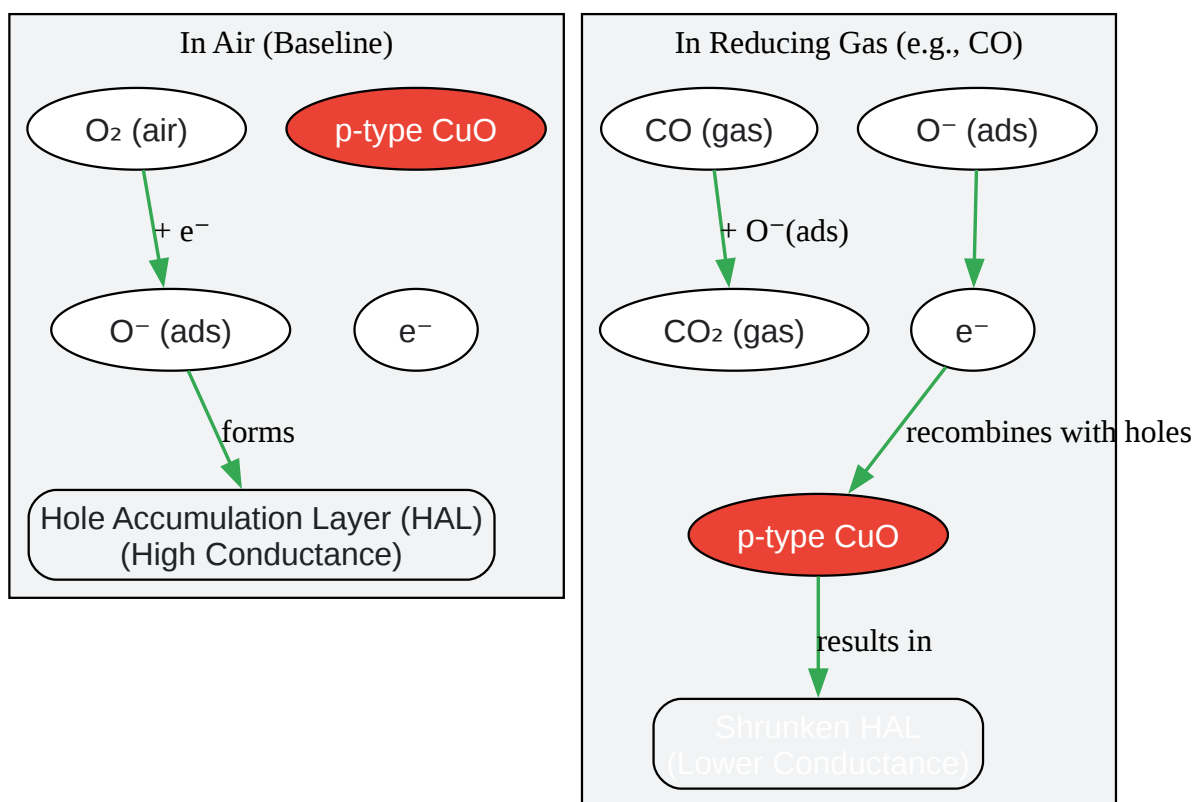 In Air (Baseline)
O₂ (air)
p-type CuO
+ e⁻
O⁻ (ads)
e⁻
forms
Hole Accumulation Layer (HAL)
(High Conductance)
In Reducing Gas (e.g., CO)
CO (gas)
O⁻ (ads)
+ O⁻(ads)
CO₂ (gas)
e⁻
recombines with holes
p-type CuO
results in
Shrunken HAL
(Lower Conductance)